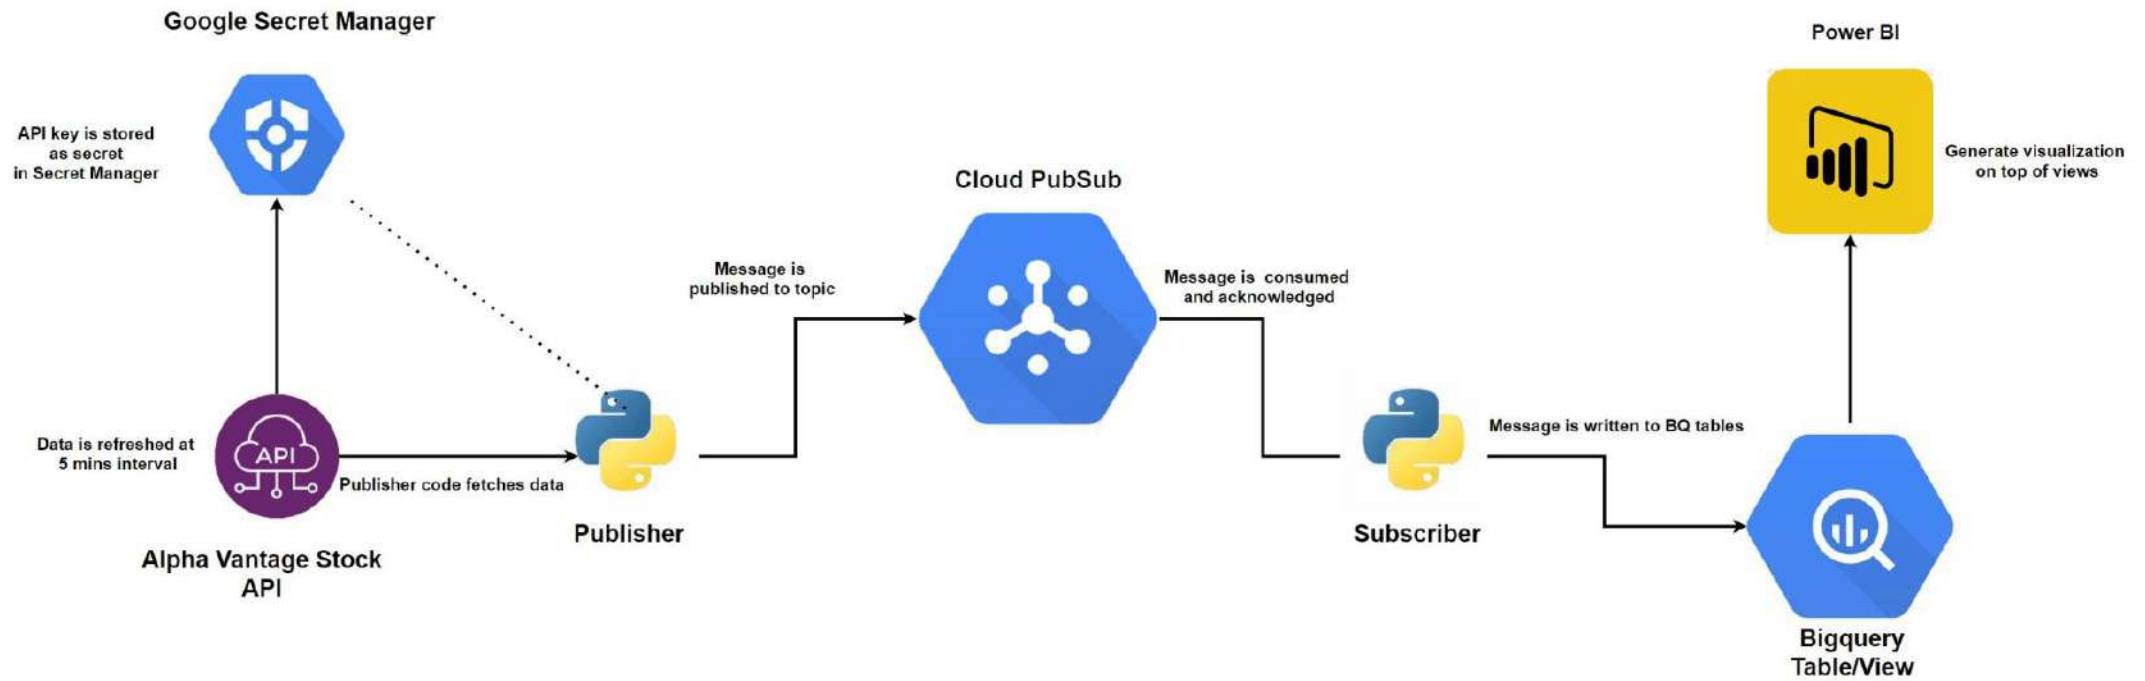 Google Secret Manager
API key is stored
as secret
in Secret Manager
Data is refreshed at
5 mins interval
API
Publisher code fetches data
Alpha Vantage Stock
API
Publisher
Message is
published to topic
Cloud PubSub
Message is  consumed
and acknowledged
Subscriber
Message is written to BQ tables
Power BI
Generate visualization
on top of views
Bigquery
Table/View